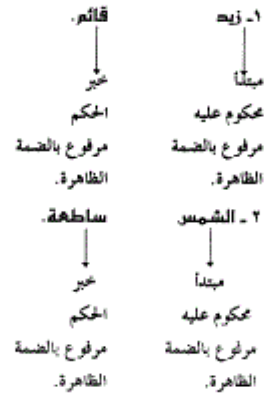 ١ـ زيد قائم.
مبتدأ خبر
محكوم عليه الحكم
مرفوع بالضمة مرفوع بالضمة
الظاهرة. الظاهرة.
٢ ـ الشمس ساطعة.
مبتدأ خبر
محكوم عليه الحكم
مرفوع بالضمة مرفوع بالضمة
الظاهرة. الظاهرة.